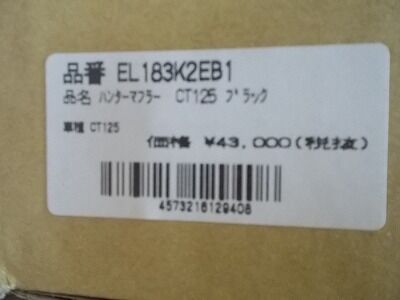 品番 EL183K2EB1
品名 ハンターマフラー CT125 ブラック
車種 CT125
価格 ¥43,000(税抜)
4573216129408